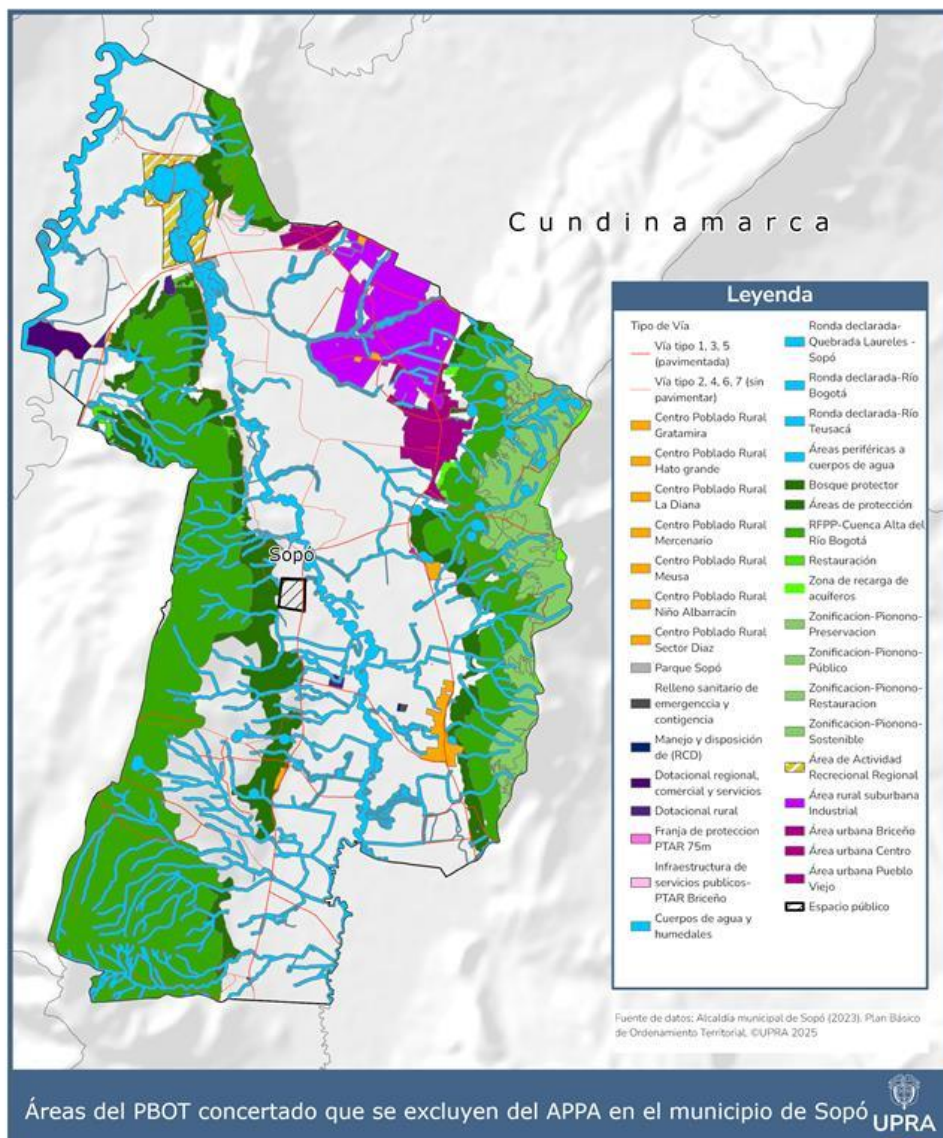 Cundinamarca
Sopó
Leyenda
Tipo de Vía
Vía tipo 1, 3, 5
(pavimentada)
Vía tipo 2, 4, 6, 7 (sin
pavimentar)
Centro Poblado Rural
Gratamira
Centro Poblado Rural
Hato grande
Centro Poblado Rural
La Diana
Centro Poblado Rural
Mercenario
Centro Poblado Rural
Meusa
Centro Poblado Rural
Niño Albarracín
Centro Poblado Rural
Sector Diaz
Parque Sopó
Relleno sanitario de
emergenccia y
contigencia
Manejo y disposición
de (RCD)
Dotacional regional,
comercial y servicios
Dotacional rural
Franja de proteccion
PTAR 75m
Infraestructura de
servicios publicos-
PTAR Briceño
Cuerpos de agua y
humedales
Ronda declarada-
Quebrada Laureles -
Sopó
Ronda declarada-Río
Bogotá
Ronda declarada-Río
Teusacá
Áreas periféricas a
cuerpos de agua
Bosque protector
Áreas de protección
RFPP-Cuenca Alta del
Río Bogotá
Restauración
Zona de recarga de
acuíferos
Zonificacion-Pionono-
Preservacion
Zonificacion-Pionono-
Público
Zonificacion-Pionono-
Restauracion
Zonificacion-Pionono-
Sostenible
Área de Actividad
Recrecional Regional
Área rural suburbana
Industrial
Área urbana Briceño
Área urbana Centro
Área urbana Pueblo
Viejo
Espacio público
Fuente de datos: Alcaldía municipal de Sopó (2023). Plan Básico
de Ordenamiento Territorial. ©UPRA 2025
Áreas del PBOT concertado que se excluyen del APPA en el municipio de Sopó
UPRA